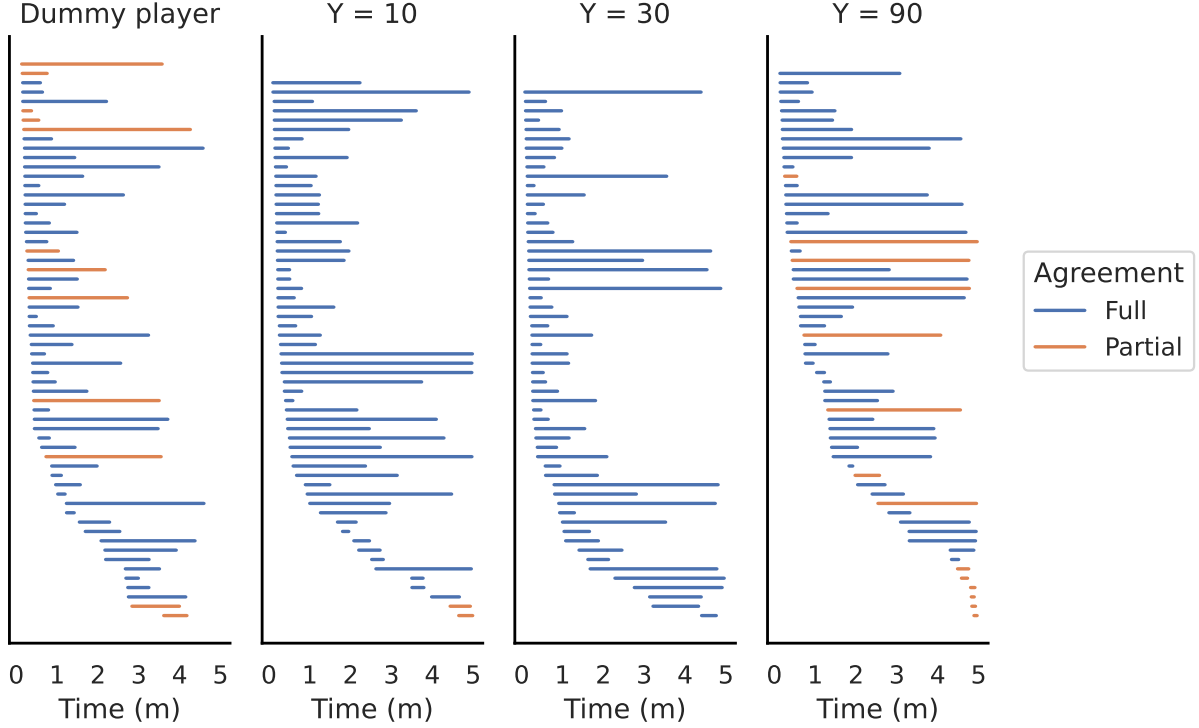 Dummy player
Y = 10
Y = 30
Y = 90
Agreement
Full
Partial
0 1 2 3 4 5
0 1 2 3 4 5
0 1 2 3 4 5
0 1 2 3 4 5
Time (m)
Time (m)
Time (m)
Time (m)